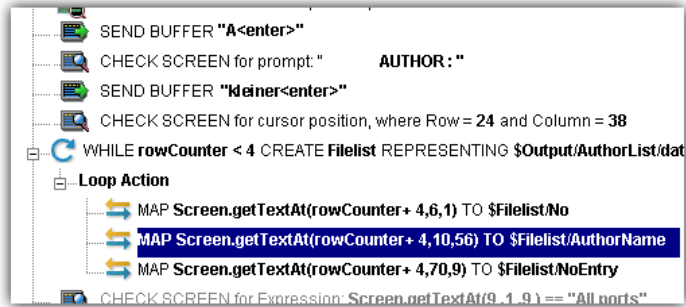 SEND BUFFER "A<enter>"
CHECK SCREEN for prompt: " AUTHOR : "
SEND BUFFER "kleiner<enter>"
CHECK SCREEN for cursor position, where Row = 24 and Column = 38
WHILE rowCounter < 4 CREATE Filelist REPRESENTING $Output/AuthorList/dat
Loop Action
MAP Screen.getTextAt(rowCounter+ 4,6,1) TO $Filelist/No
MAP Screen.getTextAt(rowCounter+ 4,10,56) TO $Filelist/AuthorName
MAP Screen.getTextAt(rowCounter+ 4,70,9) TO $Filelist/NoEntry
CHECK SCREEN for Expression: Screen.getTextAt(9 ,1 ,9 ) == "All ports"